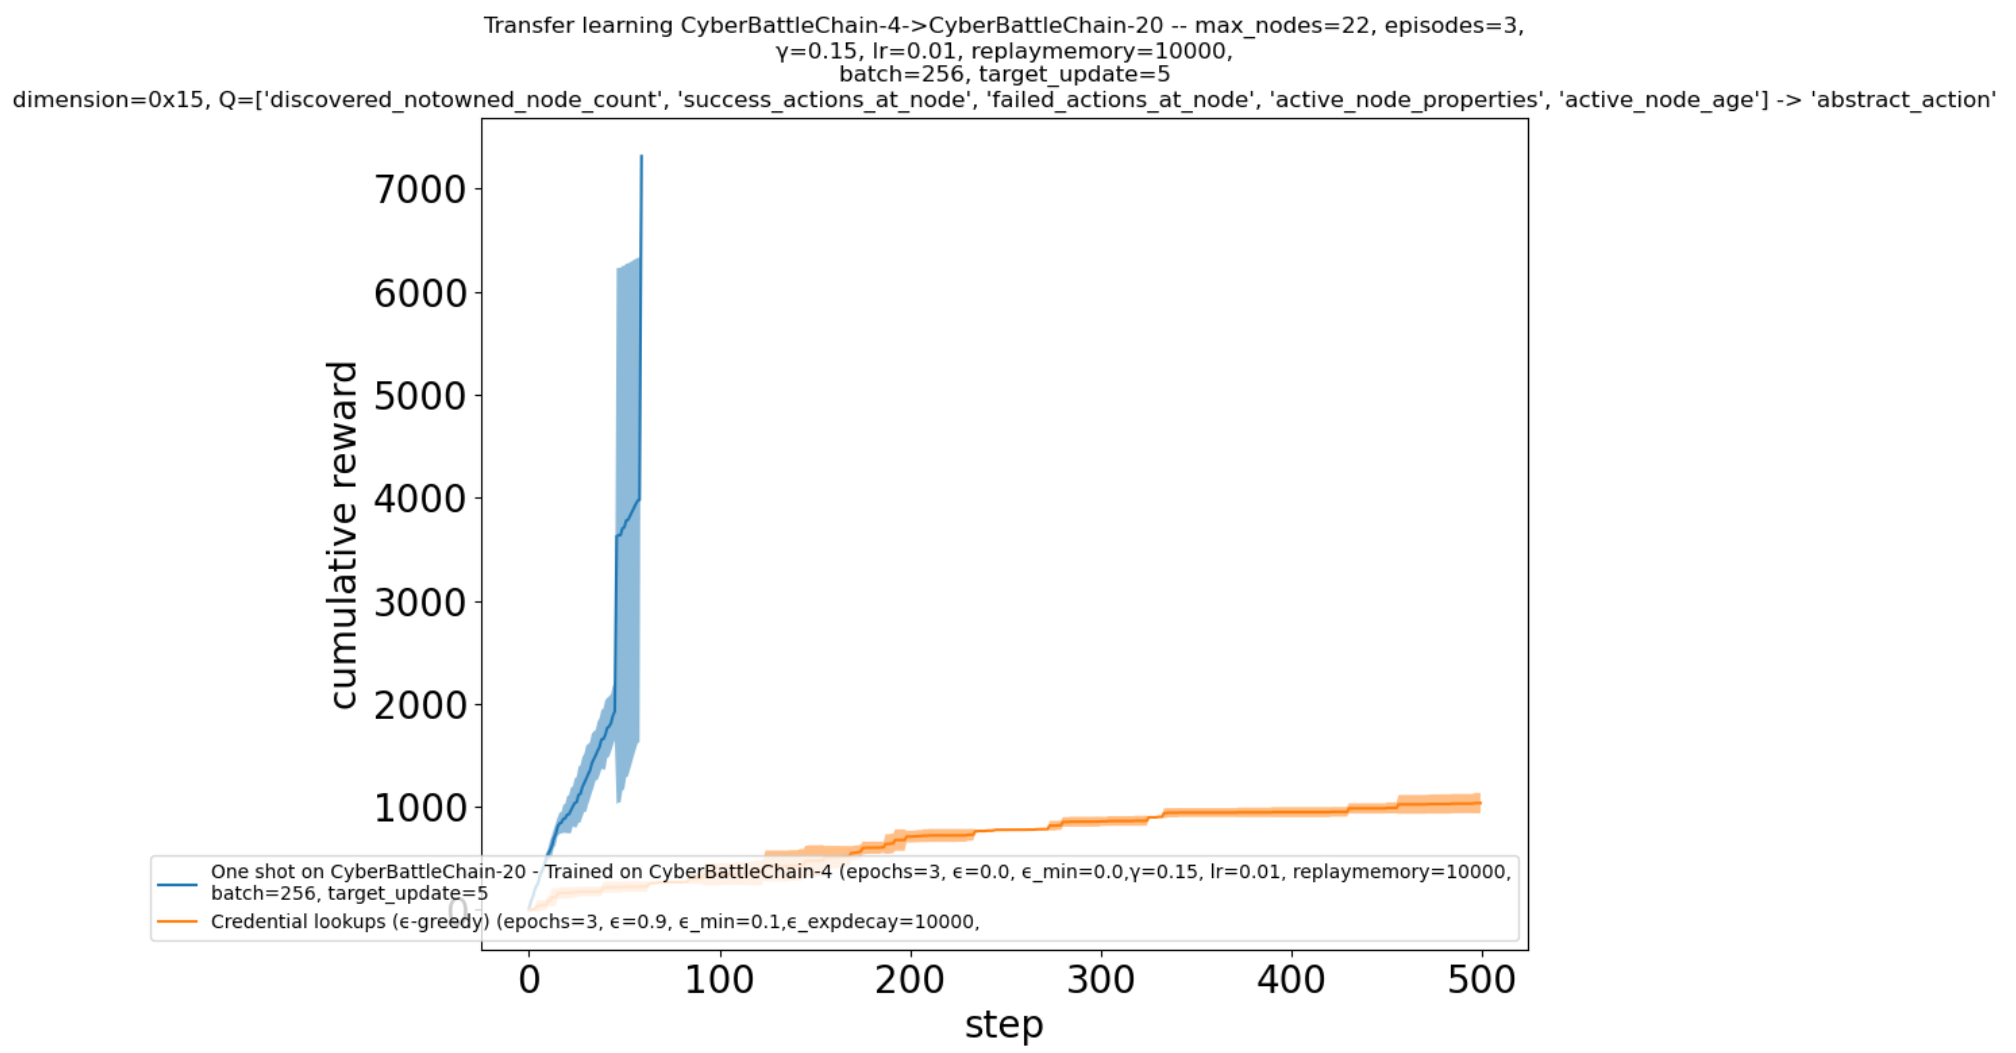 Transfer learning CyberBattleChain-4->CyberBattleChain-20 -- max_nodes=22, episodes=3,
γ=0.15, lr=0.01, replaymemory=10000,
batch=256, target_update=5
dimension=0x15, Q=['discovered_notowned_node_count', 'success_actions_at_node', 'failed_actions_at_node', 'active_node_properties', 'active_node_age'] -> 'abstract_action'
7000
6000
5000
4000
3000
2000
1000
0
cumulative reward
One shot on CyberBattleChain-20 - Trained on CyberBattleChain-4 (epochs=3, ϵ=0.0, ϵ_min=0.0,γ=0.15, lr=0.01, replaymemory=10000,
batch=256, target_update=5
Credential lookups (ϵ-greedy) (epochs=3, ϵ=0.9, ϵ_min=0.1,ϵ_expdecay=10000,
0 100 200 300 400 500
step